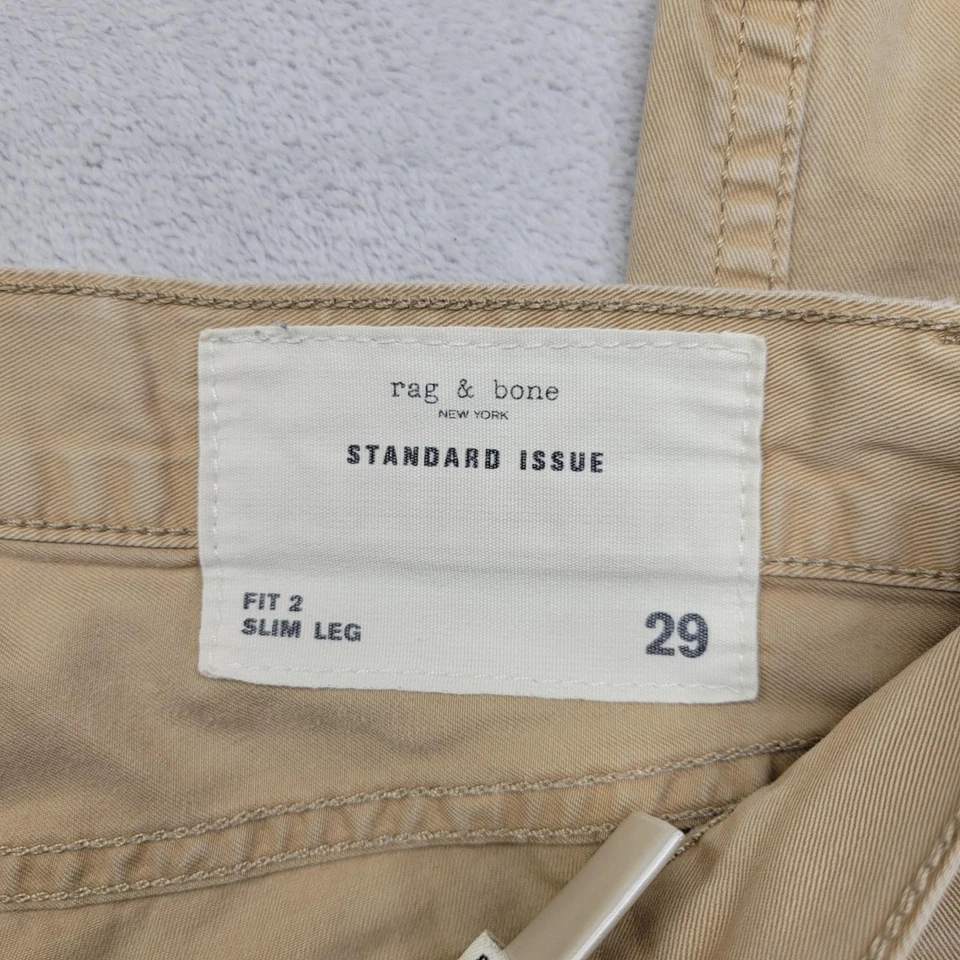 rag & bone
NEW YORK
STANDARD ISSUE
FIT 2
SLIM LEG
29